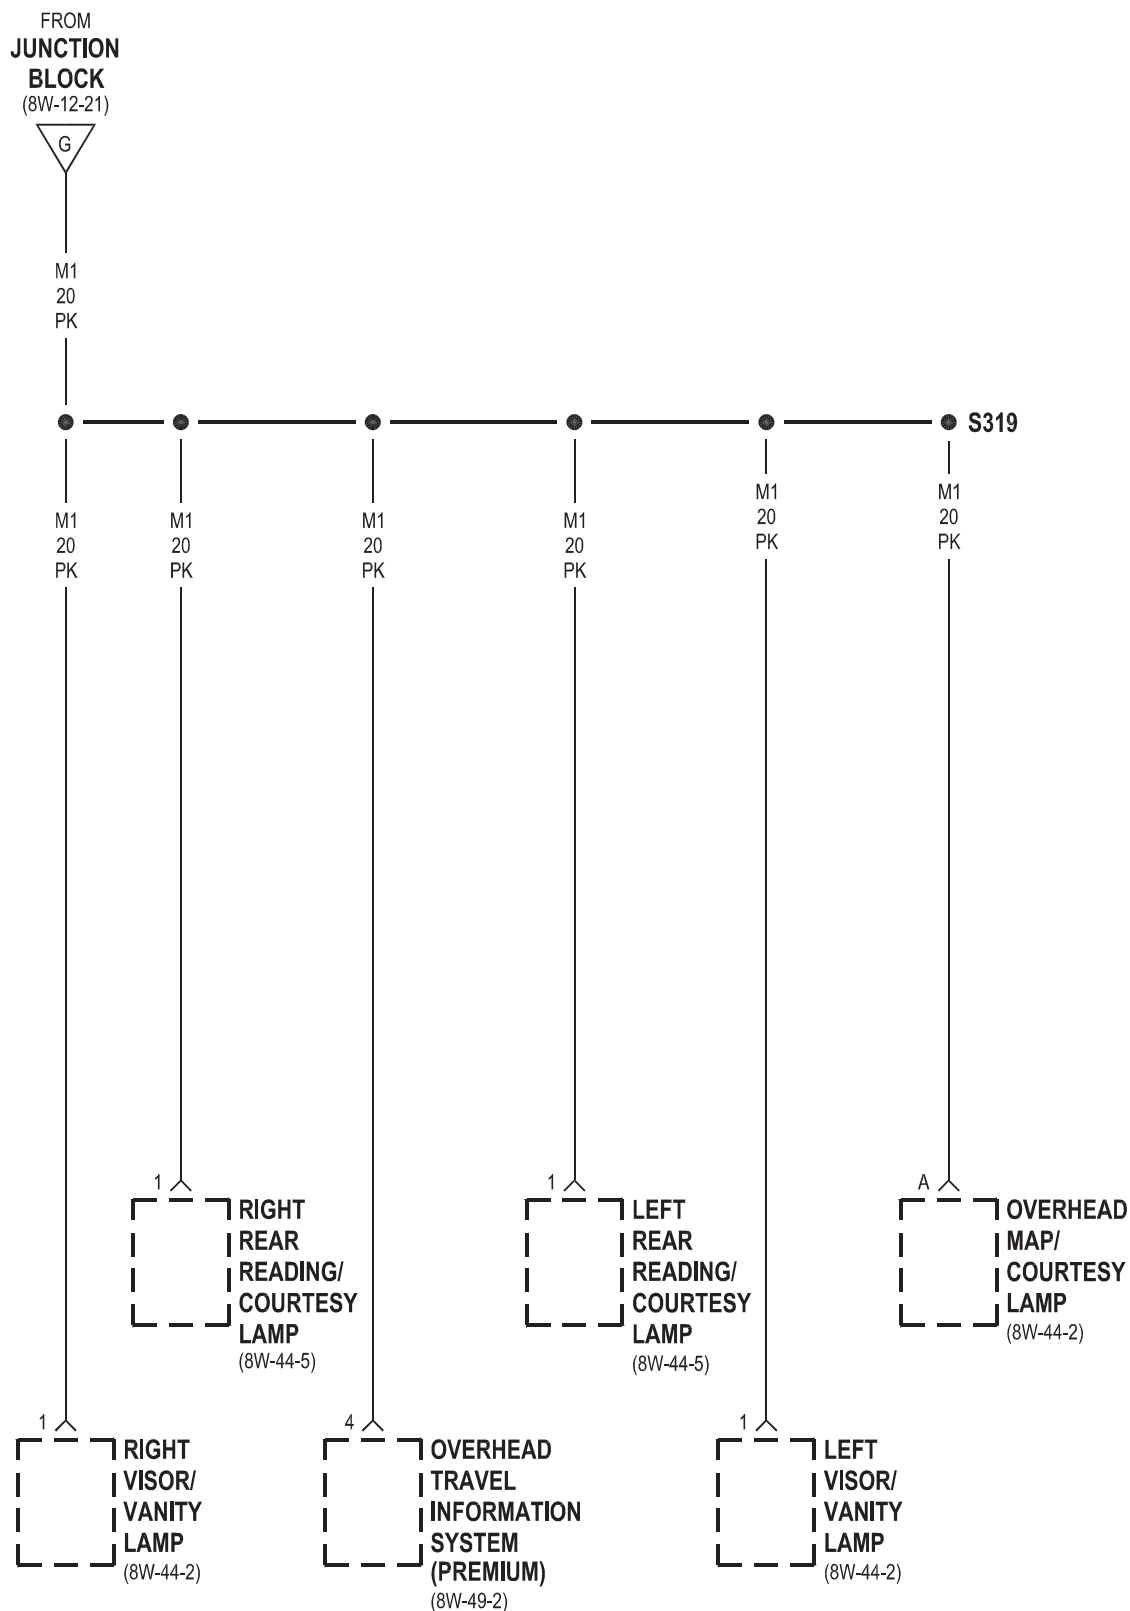 FROM
JUNCTION
BLOCK
(8W-12-21)
G
M1
20
PK
S319
M1
20
PK
M1
20
PK
M1
20
PK
M1
20
PK
M1
20
PK
M1
20
PK
1
RIGHT
REAR
READING/
COURTESY
LAMP
(8W-44-5)
1
LEFT
REAR
READING/
COURTESY
LAMP
(8W-44-5)
A
OVERHEAD
MAP/
COURTESY
LAMP
(8W-44-2)
1
RIGHT
VISOR/
VANITY
LAMP
(8W-44-2)
4
OVERHEAD
TRAVEL
INFORMATION
SYSTEM
(PREMIUM)
(8W-49-2)
1
LEFT
VISOR/
VANITY
LAMP
(8W-44-2)